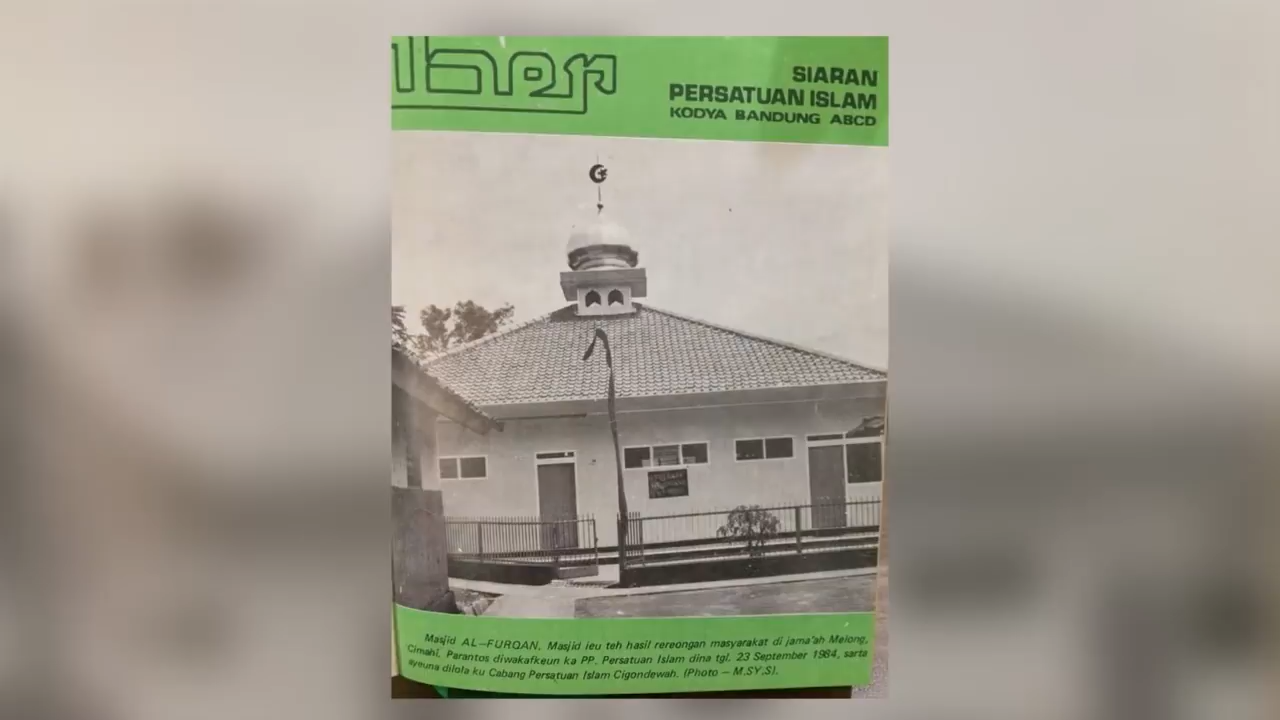 SIARAN
PERSATUAN ISLAM
KODYA BANDUNG ABCD
Masjid AL-FURQAN, Masjid ieu teh hasil rereongan masyarakat di jama'ah Melong,
Cimahi. Parantos diwakafkeun ka PP. Persatuan Islam dina tgl. 23 September 1984, sarta
ayeuna dilola ku Cabang Persatuan Islam Cigondewah. (Photo — M.SY.S).